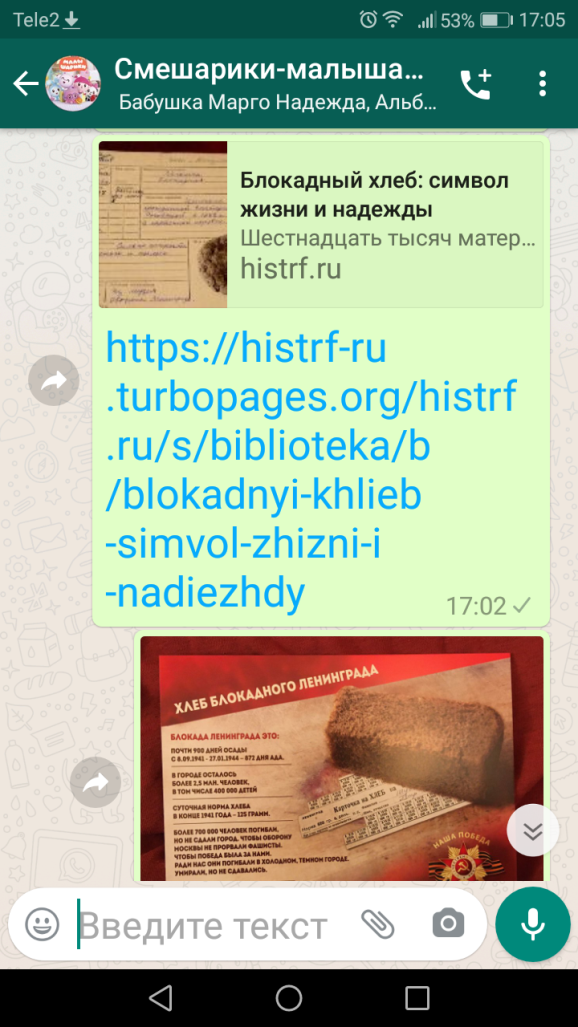 Tele2
53%
17:05
Смешарики-малыша...
Бабушка Марго Надежда, Альб...
Блокадный хлеб: символ
жизни и надежды
Шестнадцать тысяч матер...
histrf.ru
https://histrf-ru
.turbopages.org/histrf
.ru/s/biblioteka/b
/blokadnyi-khlieb
-simvol-zhizni-i
-nadiezhdy
17:02
ХЛЕБ БЛОКАДНОГО ЛЕНИНГРАДА
БЛОКАДА ЛЕНИНГРАДА ЭТО:
ПОЧТИ 900 ДНЕЙ ОСАДЫ
С 8.09.1941 - 27.01.1944 - 872 ДНЯ АДА.
В ГОРОДЕ ОСТАЛОСЬ
БОЛЕЕ 2,5 МЛН. ЧЕЛОВЕК,
В ТОМ ЧИСЛЕ 400 000 ДЕТЕЙ
СУТОЧНАЯ НОРМА ХЛЕБА
В КОНЦЕ 1941 ГОДА - 125 ГРАММ.
БОЛЕЕ 700 000 ЧЕЛОВЕК ПОГИБЛИ,
НО НЕ СДАЛИ ГОРОД, ЧТОБЫ ОБОРОНУ
МОСКВЫ НЕ ПРОРВАЛИ ФАШИСТЫ.
ЧТОБЫ ПОБЕДА БЫЛА ЗА НАМИ.
РАДИ НАС ОНИ ПОГИБАЛИ В ХОЛОДНОМ, ТЕМНОМ ГОРОДЕ.
УМИРАЛИ, НО НЕ СДАВАЛИСЬ.
Карточка на ХЛЕБ
НАША ПОБЕДА
Введите текст